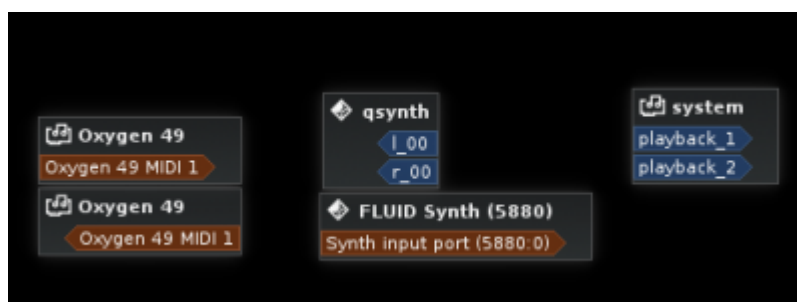 Oxygen 49
Oxygen 49 MIDI 1
Oxygen 49
Oxygen 49 MIDI 1
qsynth
l_00
r_00
FLUID Synth (5880)
Synth input port (5880:0)
system
playback_1
playback_2